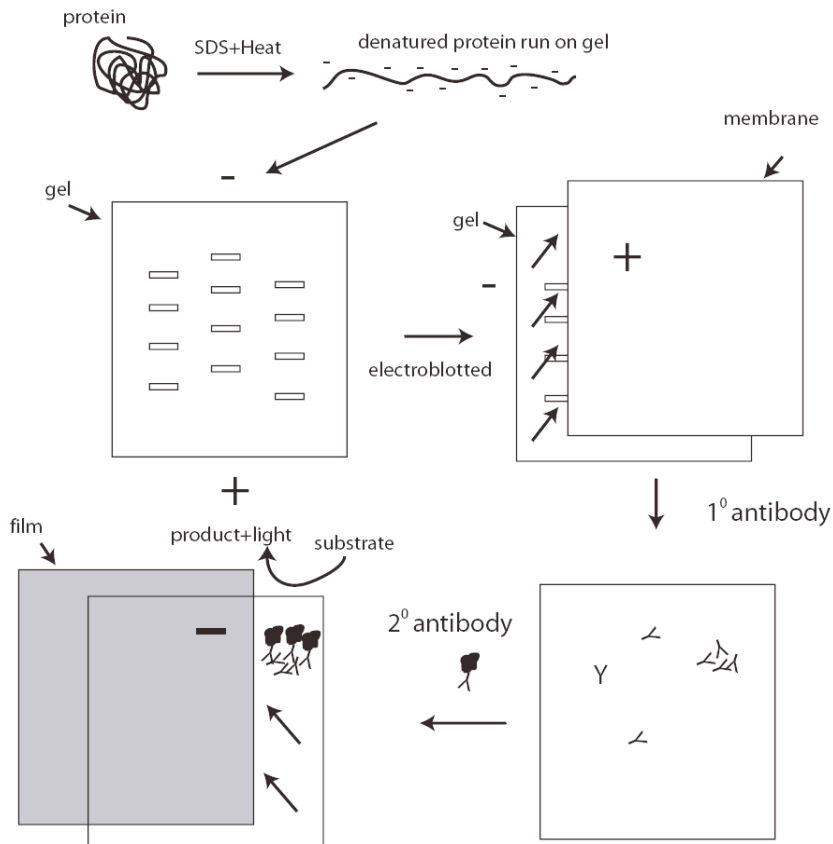 protein
SDS+Heat
denatured protein run on gel
- - - - - - -
- - - - - -
membrane
-
gel
gel
+
-
electroblotted
+
1⁰ antibody
film
product+light
substrate
2⁰ antibody
Y